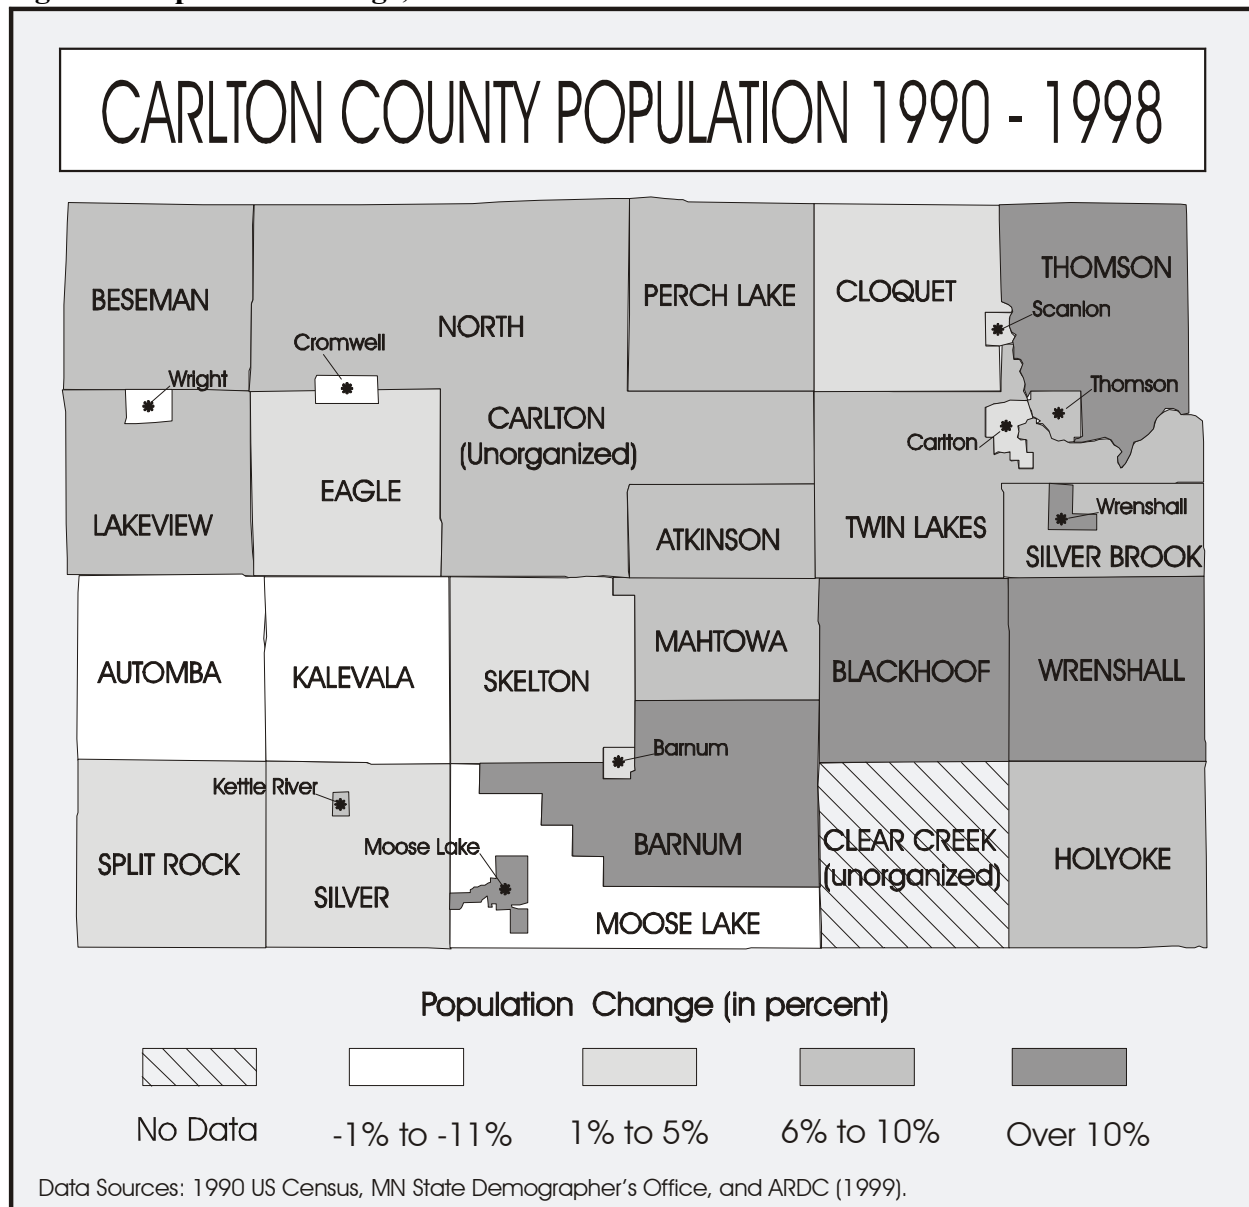 CARLTON COUNTY POPULATION 1990 - 1998
THOMSON
BESEMAN
PERCH LAKE
CLOQUET
Scanlon
NORTH
Cromwell
Wright
Thomson
CARLTON
(Unorganized)
Carlton
EAGLE
LAKEVIEW
ATKINSON
TWIN LAKES
Wrenshall
SILVER BROOK
AUTOMBA
KALEVALA
SKELTON
MAHTOWA
BLACKHOOF
WRENSHALL
Barnum
Kettle River
Moose Lake
BARNUM
CLEAR CREEK
(unorganized)
HOLYOKE
SPLIT ROCK
SILVER
MOOSE LAKE
Population Change (in percent)
No Data
-1% to -11%
1% to 5%
6% to 10%
Over 10%
Data Sources: 1990 US Census, MN State Demographer's Office, and ARDC (1999).